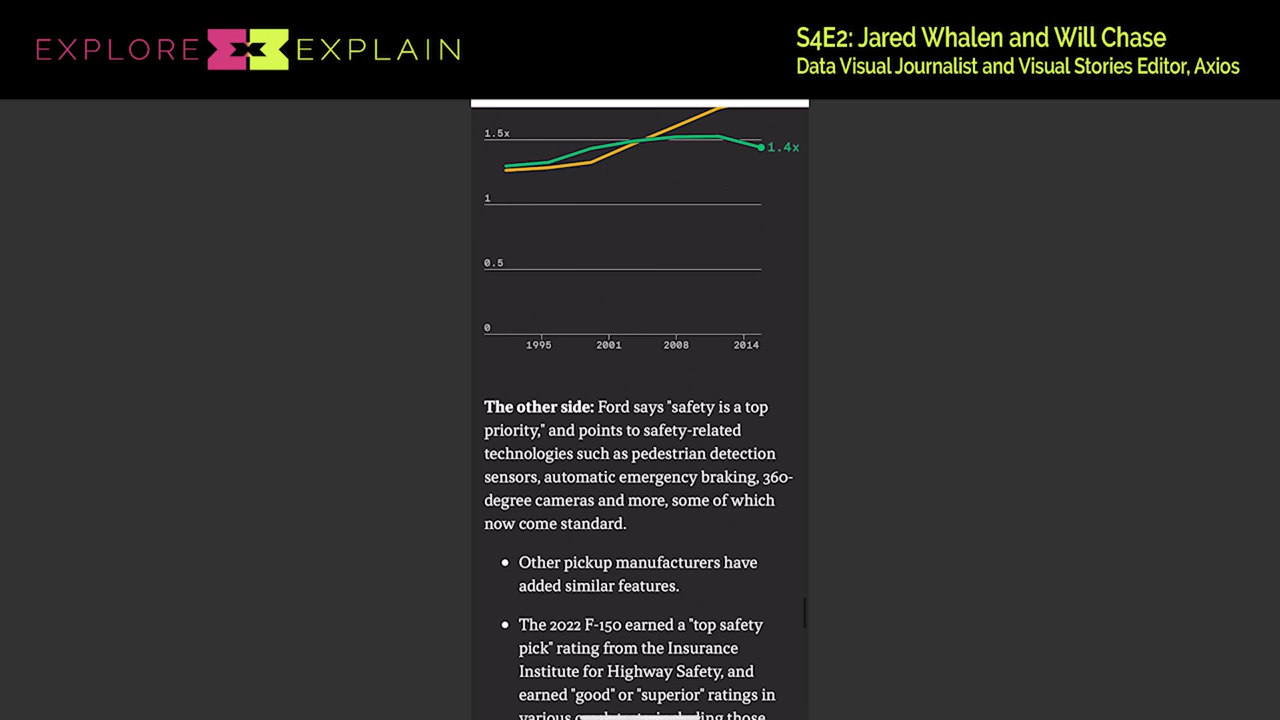 EXPLORE EXPLAIN
S4E2: Jared Whalen and Will Chase
Data Visual Journalist and Visual Stories Editor, Axios
1.5x
1.4x
1
0.5
0
1995 2001 2008 2014
The other side: Ford says "safety is a top
priority," and points to safety-related
technologies such as pedestrian detection
sensors, automatic emergency braking, 360-
degree cameras and more, some of which
now come standard.
• Other pickup manufacturers have
added similar features.
• The 2022 F-150 earned a "top safety
pick" rating from the Insurance
Institute for Highway Safety, and
earned "good" or "superior" ratings in
various those